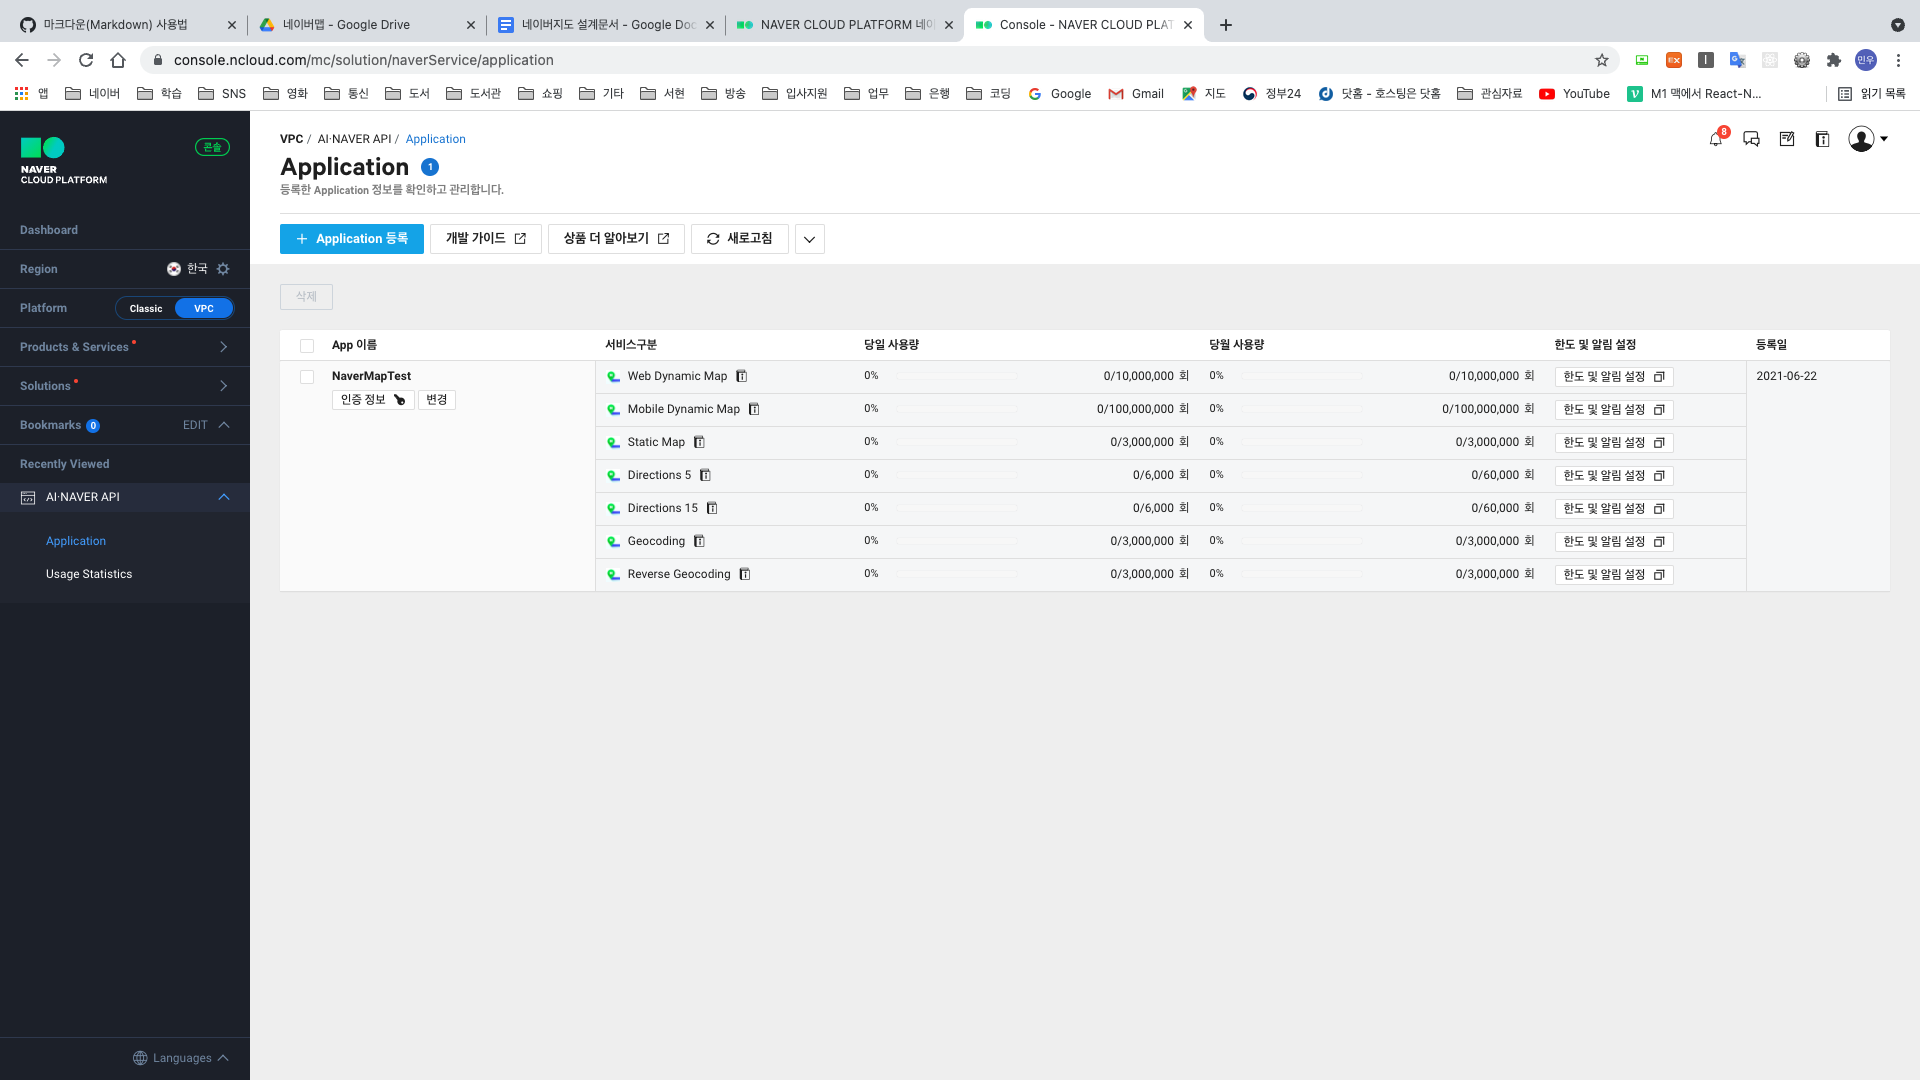 마크다운(Markdown) 사용법
네이버맵 - Google Drive
네이버지도 설계문서 - Google Doc
NAVER CLOUD PLATFORM 네이
Console - NAVER CLOUD PLAT
console.ncloud.com/mc/solution/naverService/application
민우
앱 네이버 학습 SNS 영화 통신 도서 도서관 쇼핑 기타 서현 방송 입사지원 업무 은행 코딩 Google Gmail 지도 정부24 닷홈 - 호스팅은 닷홈 관심자료 YouTube M1 맥에서 React-N... 읽기 목록
NAVER
CLOUD PLATFORM
콘솔
Dashboard
Region 한국
Platform Classic VPC
Products & Services
Solutions
Bookmarks 0 EDIT
Recently Viewed
AI·NAVER API
Application
Usage Statistics
Languages
VPC / AI·NAVER API / Application
8
Application 1
등록한 Application 정보를 확인하고 관리합니다.
+ Application 등록 개발 가이드 상품 더 알아보기 새로고침
삭제
App 이름 서비스구분 당일 사용량 당월 사용량 한도 및 알림 설정 등록일
NaverMapTest Web Dynamic Map 0% 0/10,000,000 회 0% 0/10,000,000 회 한도 및 알림 설정 2021-06-22
인증 정보 변경
Mobile Dynamic Map 0% 0/100,000,000 회 0% 0/100,000,000 회 한도 및 알림 설정
Static Map 0% 0/3,000,000 회 0% 0/3,000,000 회 한도 및 알림 설정
Directions 5 0% 0/6,000 회 0% 0/60,000 회 한도 및 알림 설정
Directions 15 0% 0/6,000 회 0% 0/60,000 회 한도 및 알림 설정
Geocoding 0% 0/3,000,000 회 0% 0/3,000,000 회 한도 및 알림 설정
Reverse Geocoding 0% 0/3,000,000 회 0% 0/3,000,000 회 한도 및 알림 설정